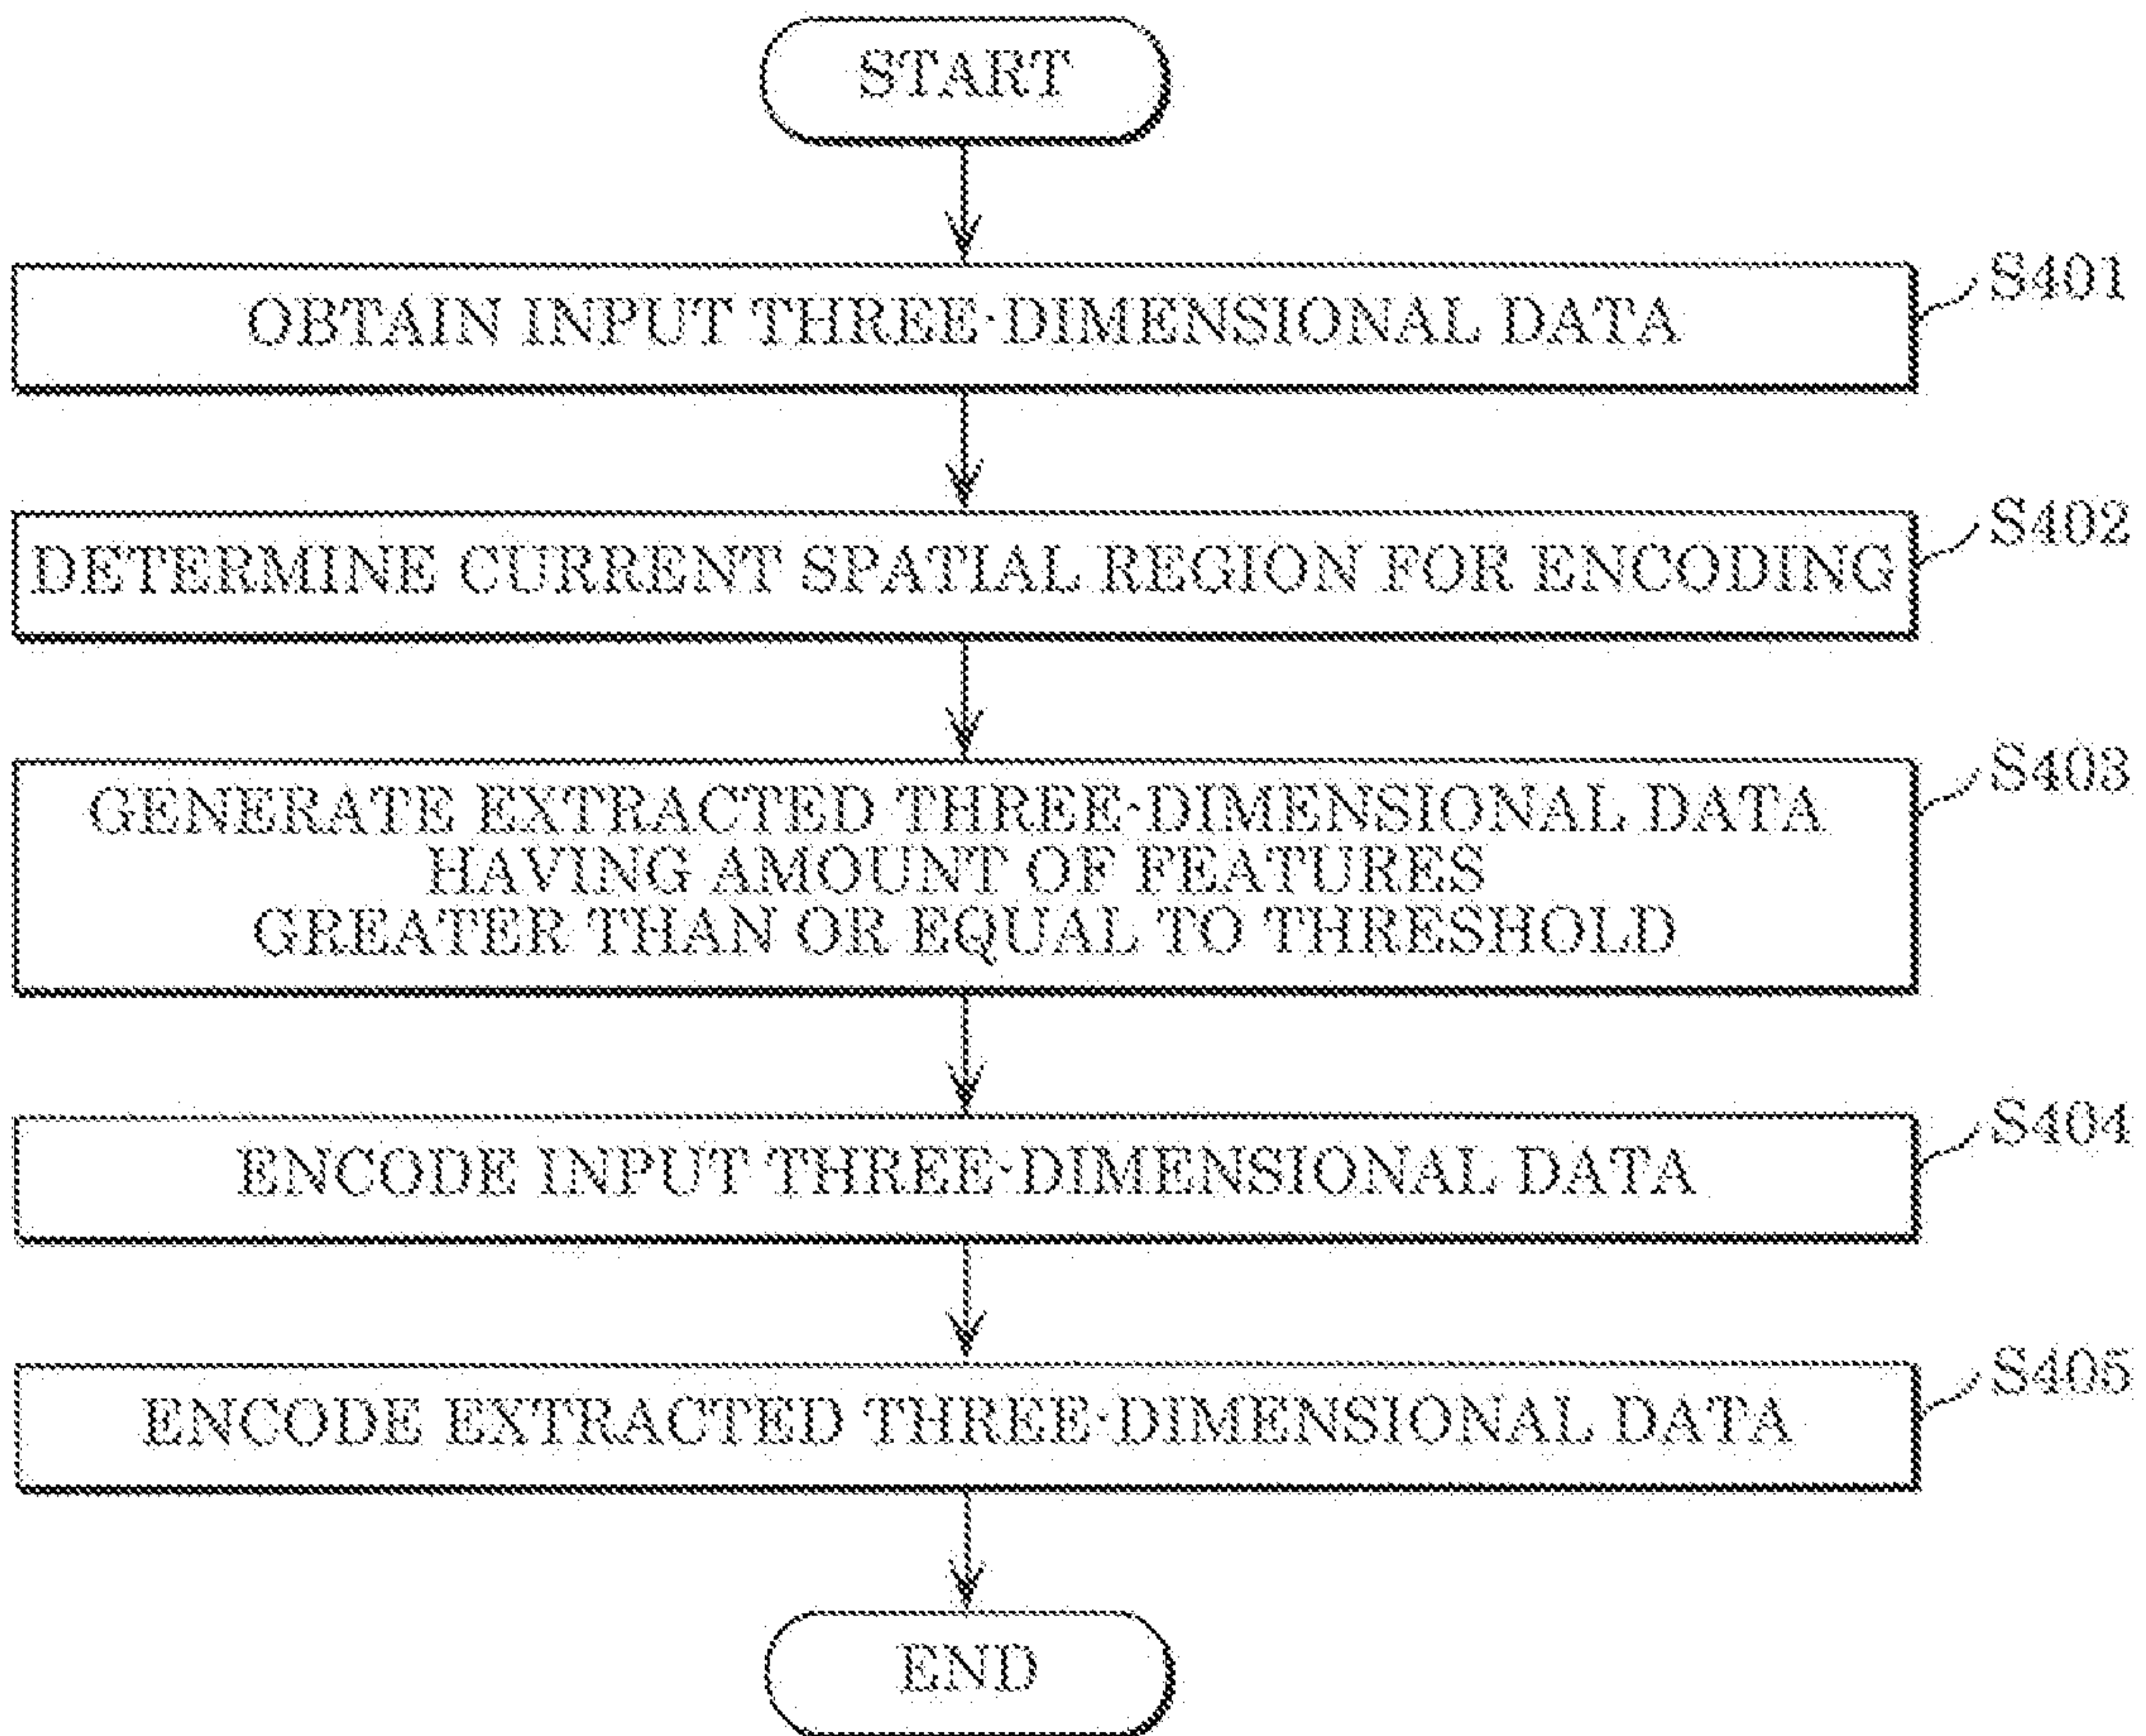 START
OBTAIN INPUT THREE-DIMENSIONAL DATA
S401
DETERMINE CURRENT SPATIAL REGION FOR ENCODING
S402
GENERATE EXTRACTED THREE-DIMENSIONAL DATA
HAVING AMOUNT OF FEATURES
GREATER THAN OR EQUAL TO THRESHOLD
S403
ENCODE INPUT THREE-DIMENSIONAL DATA
S404
ENCODE EXTRACTED THREE-DIMENSIONAL DATA
S405
END